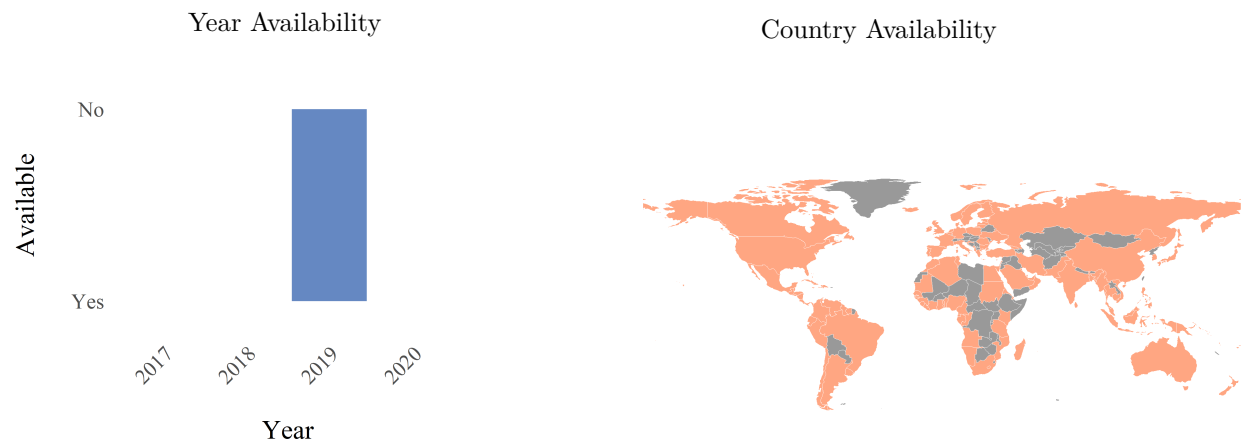 Year Availability
No
Available
Yes
2017
2018
2019
2020
Year
Country Availability